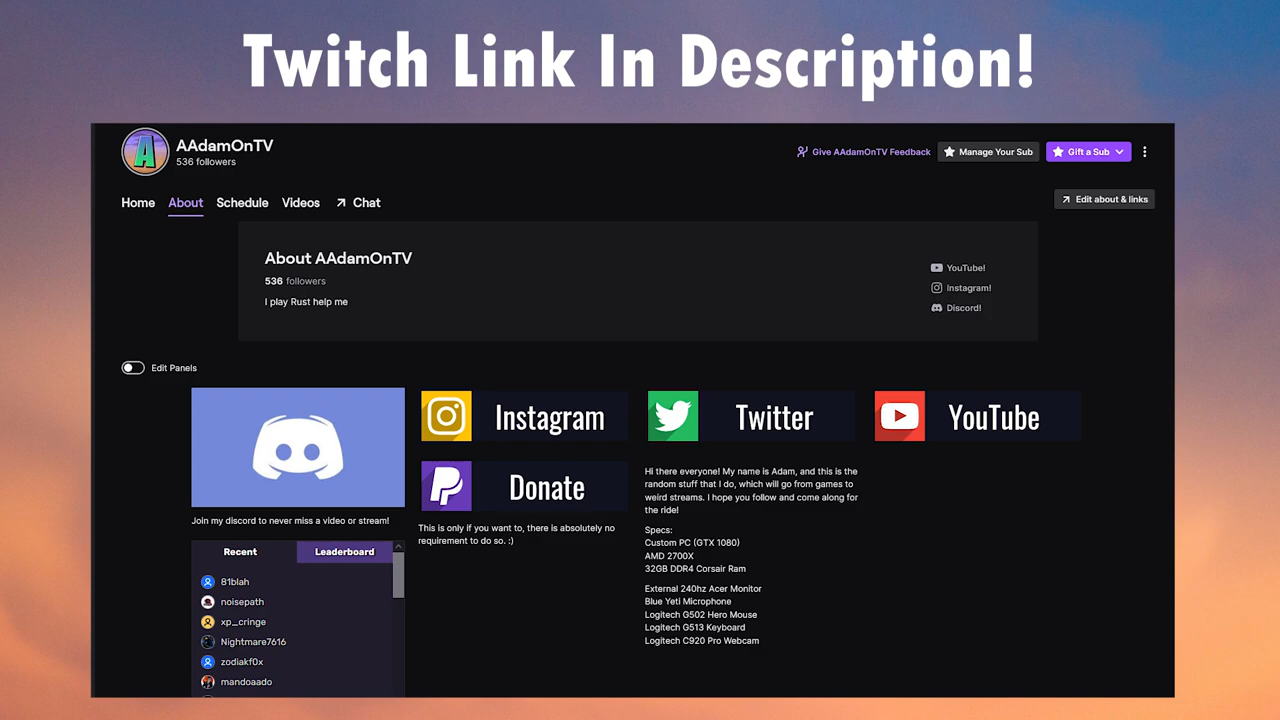 Twitch Link In Description!
AAdamOnTV
536 followers
Give AAdamOnTV Feedback
Manage Your Sub
Gift a Sub
Home
About
Schedule
Videos
Chat
Edit about & links
About AAdamOnTV
536 followers
I play Rust help me
YouTube!
Instagram!
Discord!
Edit Panels
Join my discord to never miss a video or stream!
Recent
Leaderboard
81blah
noisepath
xp_cringe
Nightmare7616
zodiakf0x
mandoaado
Instagram
Donate
This is only if you want to, there is absolutely no
requirement to do so. :)
Twitter
Hi there everyone! My name is Adam, and this is the
random stuff that I do, which will go from games to
weird streams. I hope you follow and come along for
the ride!
Specs:
Custom PC (GTX 1080)
AMD 2700X
32GB DDR4 Corsair Ram
External 240hz Acer Monitor
Blue Yeti Microphone
Logitech G502 Hero Mouse
Logitech G513 Keyboard
Logitech C920 Pro Webcam
YouTube